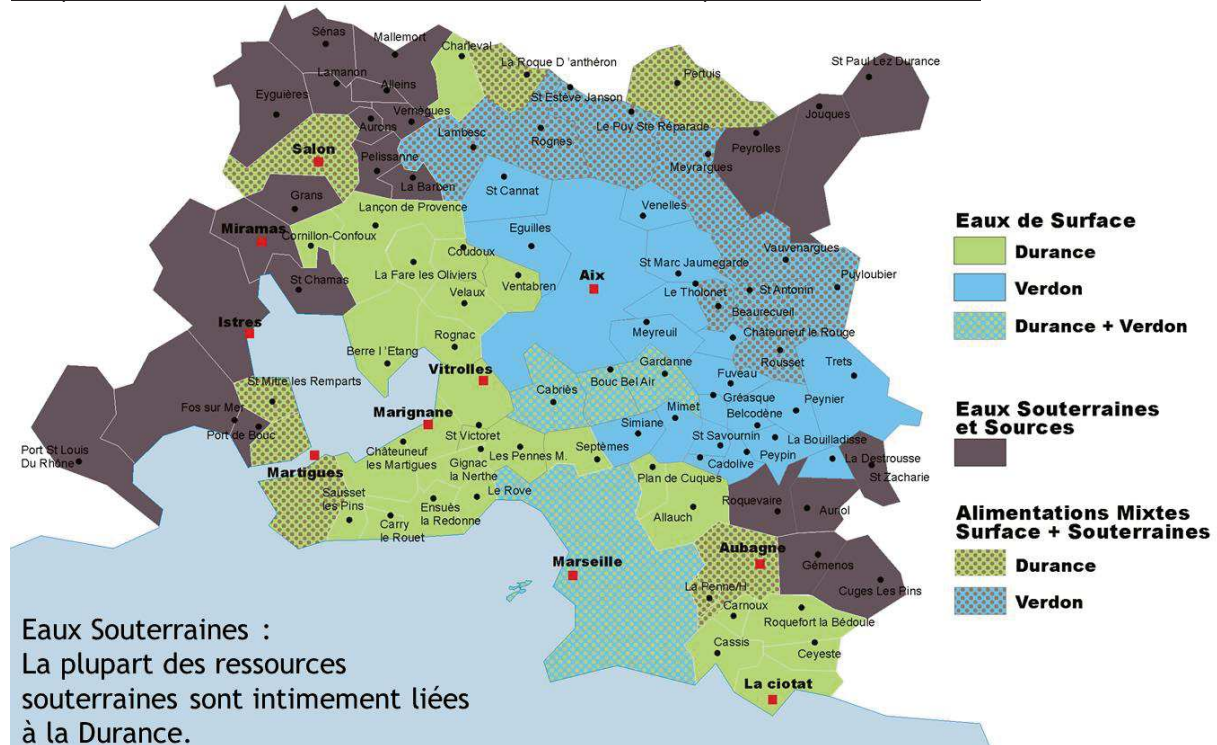 Sénas
Mallemort
Charleval
La Roque D 'anthéron
Pertuis
St Paul Lez Durance
Lamanon
Alleins
St Estève Janson
Eyguières
Vernègues
Jouques
Aurons
Lambesc
Rognes
Le Puy Ste Réparade
Peyrolles
Salon
Pelissanne
Meyrargues
La Barben
St Cannat
Grans
Lançon de Provence
Venelles
Miramas
Cornillon-Confoux
Eguilles
Coudoux
Vauvenargues
St Marc Jaumegarde
Puyloubier
La Fare les Oliviers
Aix
St Chamas
Ventabren
Le Tholonet
St Antonin
Velaux
Beaurecueil
Istres
Meyreuil
Châteuneuf le Rouge
Rognac
Berre l 'Etang
Gardanne
Rousset
Trets
Vitrolles
Bouc Bel Air
Fuveau
St Mitre les Remparts
Cabriès
Gréasque
Peynier
Fos sur Mer
Marignane
Mimet
Belcodène
Port de Bouc
Simiane
St Victoret
St Savournin
La Bouilladisse
Port St Louis
Du Rhône
Châteuneuf
les Martigues
Les Pennes M.
Septèmes
Peypin
La Destrousse
Martigues
Gignac
la Nerthe
Cadolive
St Zacharie
Plan de Cuques
Sausset
les Pins
Le Rove
Roquevaire
Ensuès
la Redonne
Carry
le Rouet
Allauch
Auriol
Marseille
Aubagne
Gémenos
La Penne/H
Cuges Les Pins
Carnoux
Roquefort la Bédoule
Cassis
Ceyeste
La ciotat
Eaux de Surface
Durance
Verdon
Durance + Verdon
Eaux Souterraines
et Sources
Alimentations Mixtes
Surface + Souterraines
Durance
Verdon
Eaux Souterraines :
La plupart des ressources
souterraines sont intimement liées
à la Durance.